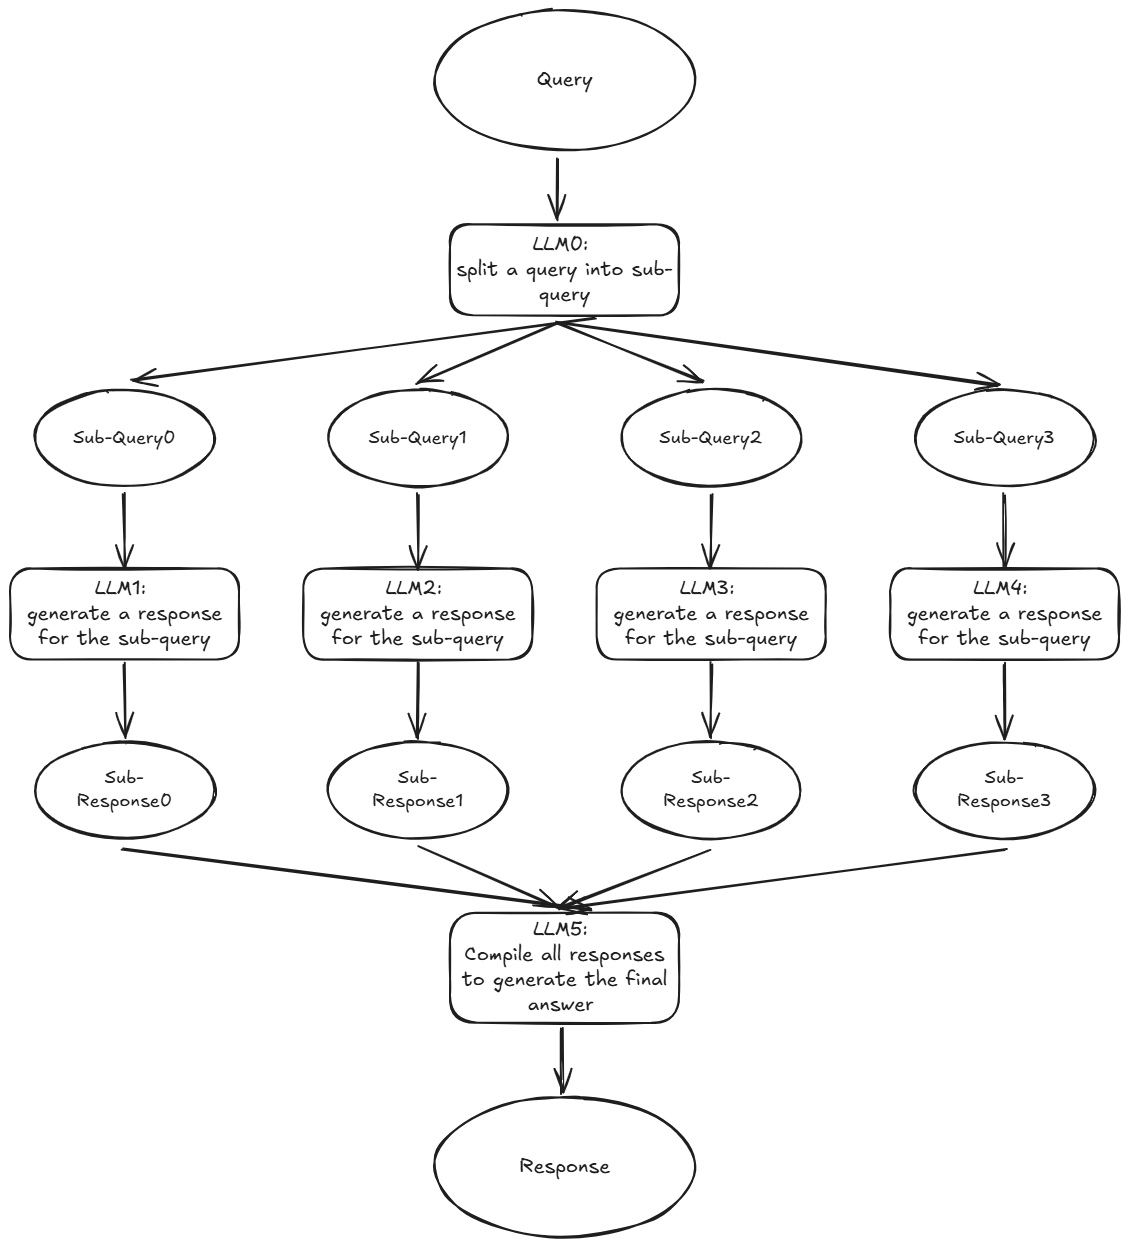 Query
LLM0:
split a query into sub-
query
Sub-Query0
Sub-Query1
Sub-Query2
Sub-Query3
LLM1:
generate a response
for the sub-query
LLM2:
generate a response
for the sub-query
LLM3:
generate a response
for the sub-query
LLM4:
generate a response
for the sub-query
Sub-
Response0
Sub-
Response1
Sub-
Response2
Sub-
Response3
LLM5:
Compile all responses
to generate the final
answer
Response